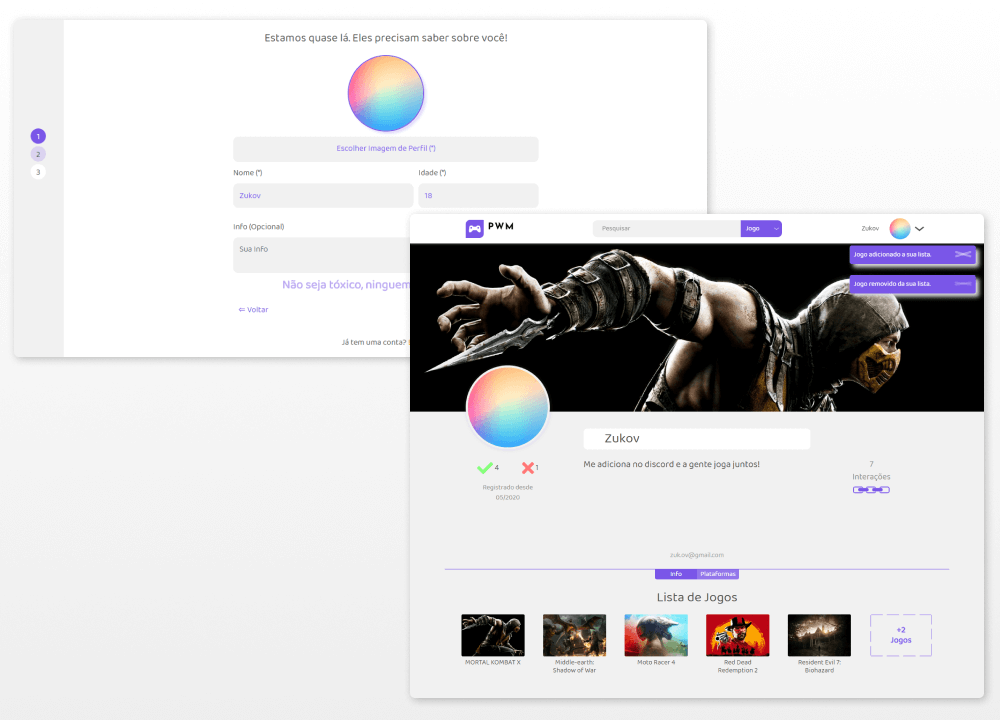 Estamos quase lá. Eles precisam saber sobre você!
1
2
3
Escolher Imagem de Perfil (*)
Nome (*)
Idade (*)
Zukov
18
Info (Opcional)
Sua Info
Não seja tóxico, ninguem
⇐ Voltar
Já tem uma conta?
PWM
Pesquisar
Jogo
Zukov
Jogo adicionado a sua lista.
Jogo removido da sua lista.
4
1
Registrado desde
05/2020
Zukov
Me adiciona no discord e a gente joga juntos!
7
Interações
zuk.ov@gmail.com
Info
Plataformas
Lista de Jogos
MORTAL KOMBAT X
Middle-earth:
Shadow of War
Moto Racer 4
Red Dead
Redemption 2
Resident Evil 7:
Biohazard
+2
Jogos